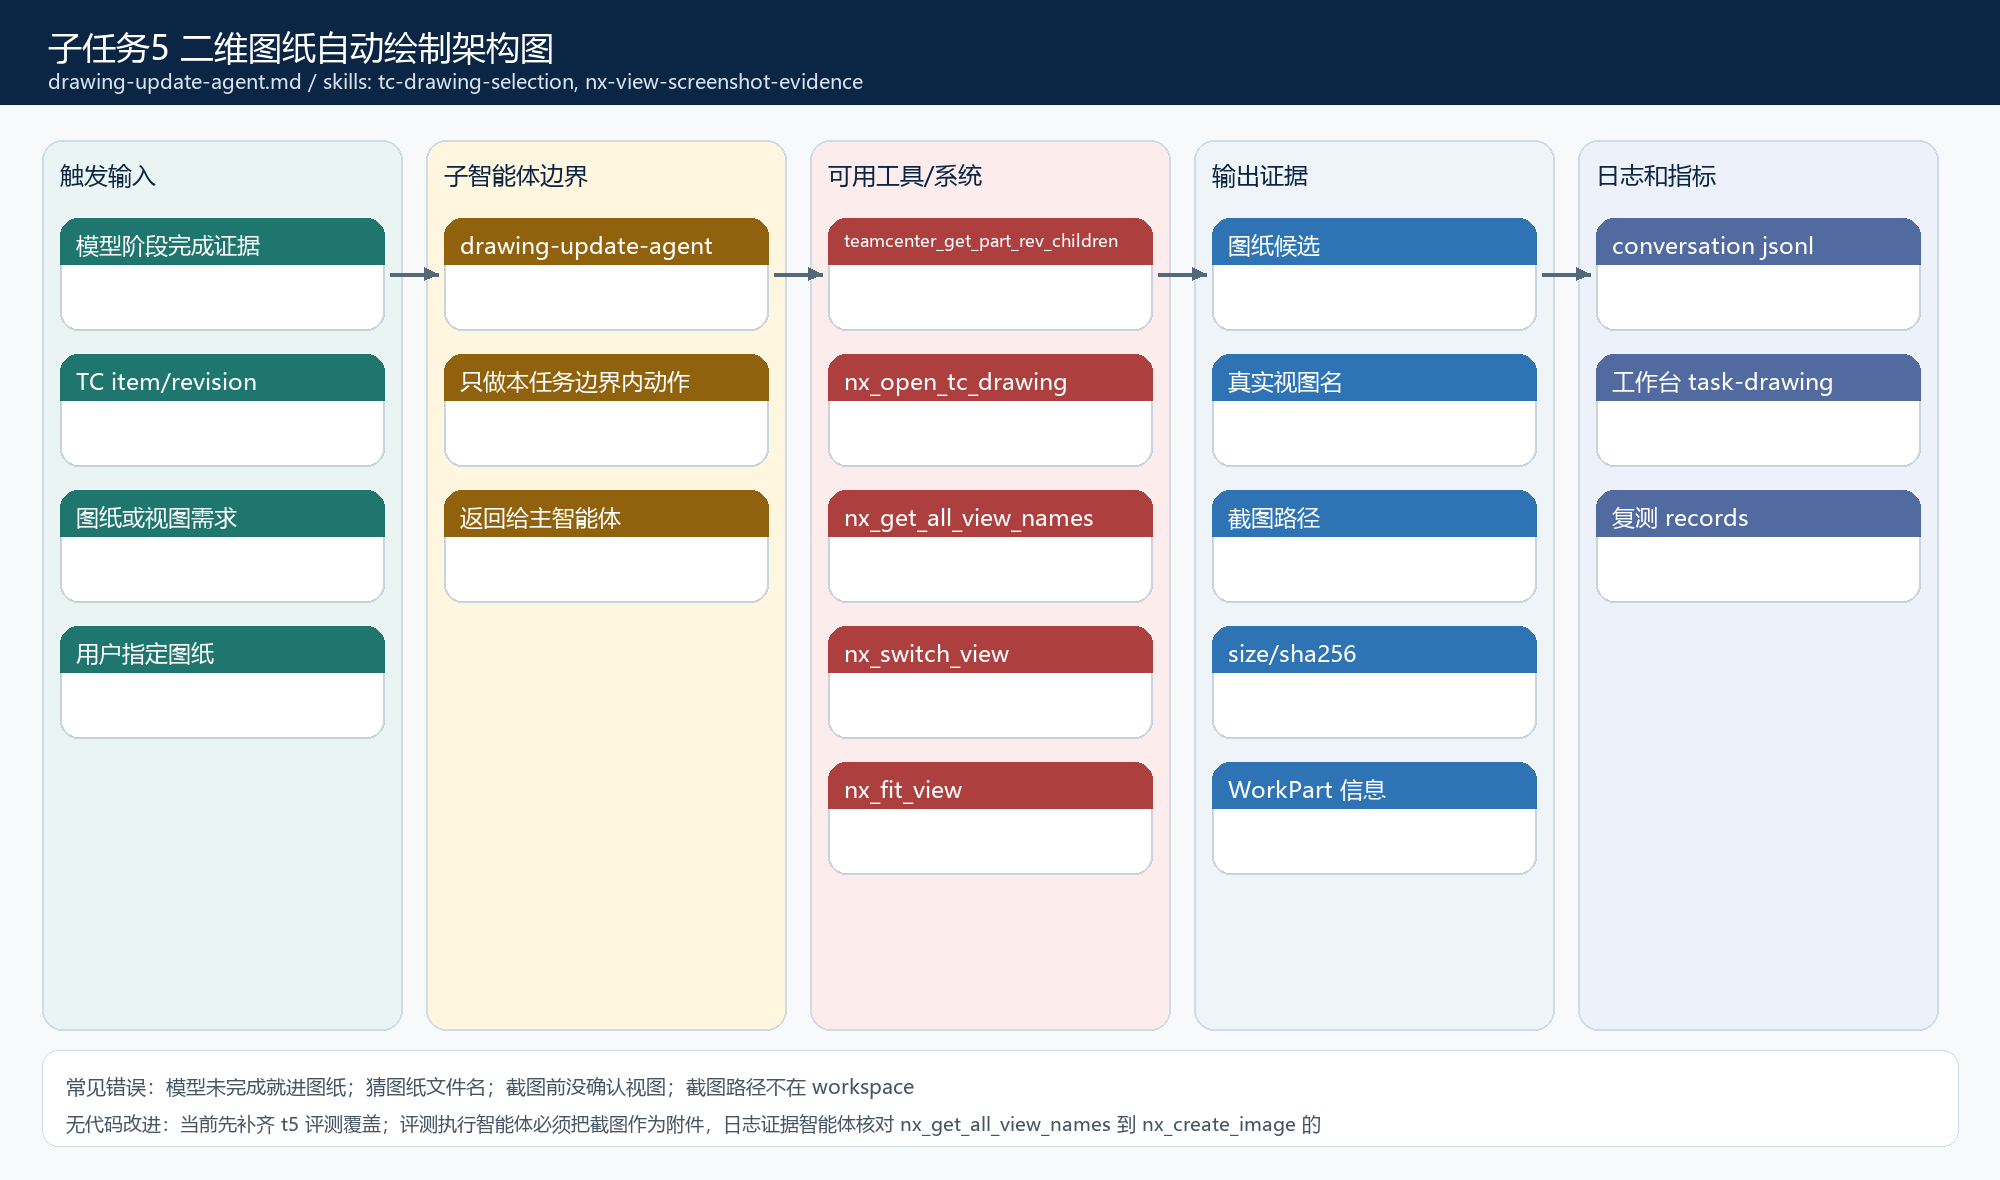 子任务5 二维图纸自动绘制架构图
drawing-update-agent.md / skills: tc-drawing-selection, nx-view-screenshot-evidence
触发输入
模型阶段完成证据
TC item/revision
图纸或视图需求
用户指定图纸
子智能体边界
drawing-update-agent
只做本任务边界内动作
返回给主智能体
可用工具/系统
teamcenter_get_part_rev_children
nx_open_tc_drawing
nx_get_all_view_names
nx_switch_view
nx_fit_view
输出证据
图纸候选
真实视图名
截图路径
size/sha256
WorkPart 信息
日志和指标
conversation jsonl
工作台 task-drawing
复测 records
常见错误：模型未完成就进图纸；猜图纸文件名；截图前没确认视图；截图路径不在 workspace
无代码改进：当前先补齐 t5 评测覆盖；评测执行智能体必须把截图作为附件，日志证据智能体核对 nx_get_all_view_names 到 nx_create_image 的